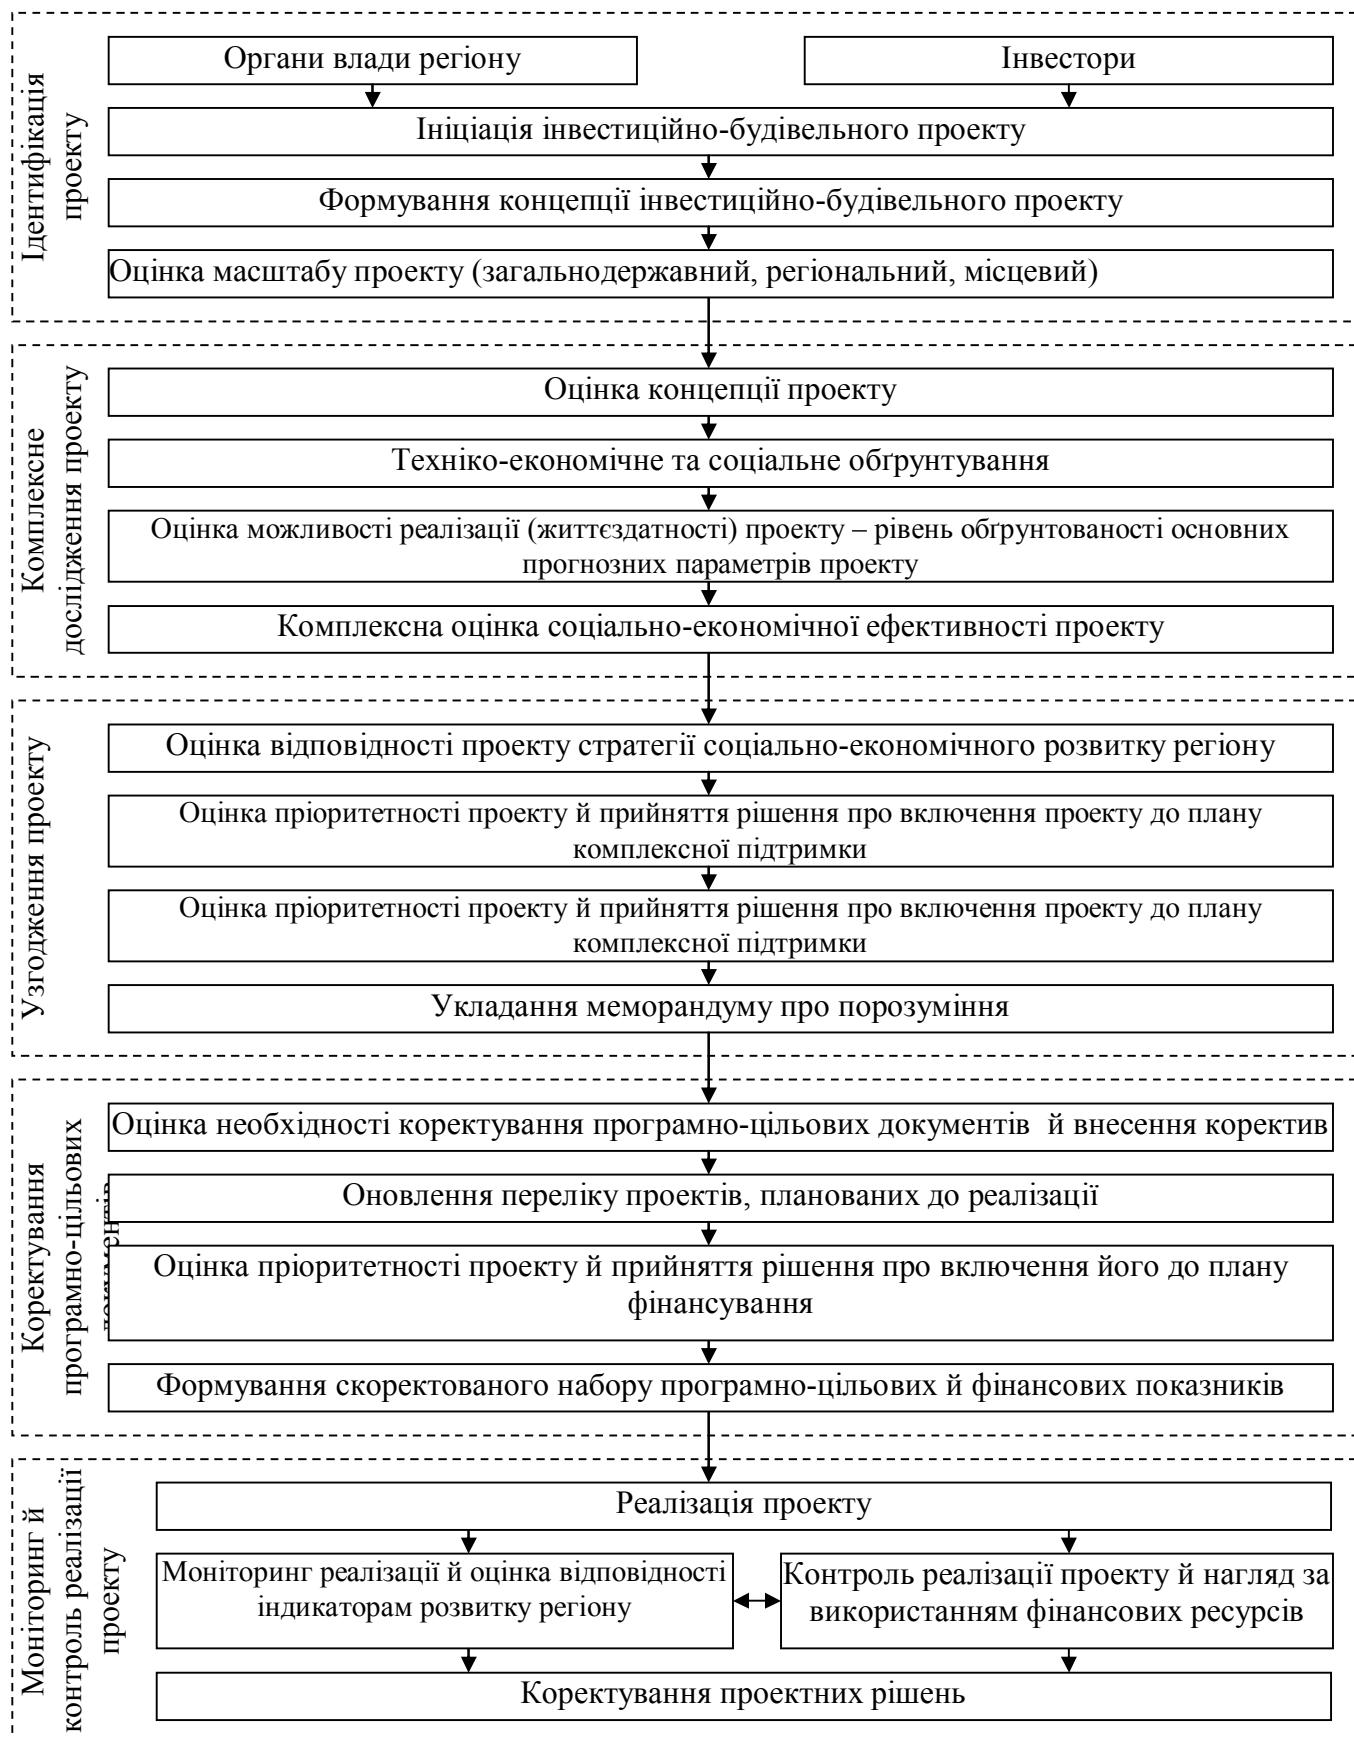 Ідентифікація
проекту
Органи влади регіону
Інвестори
Ініціація інвестиційно-будівельного проекту
Формування концепції інвестиційно-будівельного проекту
Оцінка масштабу проекту (загальнодержавний, регіональний, місцевий)
Комплексне
дослідження проекту
Оцінка концепції проекту
Техніко-економічне та соціальне обґрунтування
Оцінка можливості реалізації (життєздатності) проекту – рівень обґрунтованості основних
прогнозних параметрів проекту
Комплексна оцінка соціально-економічної ефективності проекту
Узгодження проекту
Оцінка відповідності проекту стратегії соціально-економічного розвитку регіону
Оцінка пріоритетності проекту й прийняття рішення про включення проекту до плану
комплексної підтримки
Оцінка пріоритетності проекту й прийняття рішення про включення проекту до плану
комплексної підтримки
Укладання меморандуму про порозуміння
Коректування
програмно-цільових
Оцінка необхідності коректування програмно-цільових документів й внесення коректив
Оновлення переліку проектів, планованих до реалізації
Оцінка пріоритетності проекту й прийняття рішення про включення його до плану
фінансування
Формування скоректованого набору програмно-цільових й фінансових показників
Моніторинг й
контроль реалізації
проекту
Реалізація проекту
Моніторинг реалізації й оцінка відповідності
індикаторам розвитку регіону
Контроль реалізації проекту й нагляд за
використанням фінансових ресурсів
Коректування проектних рішень